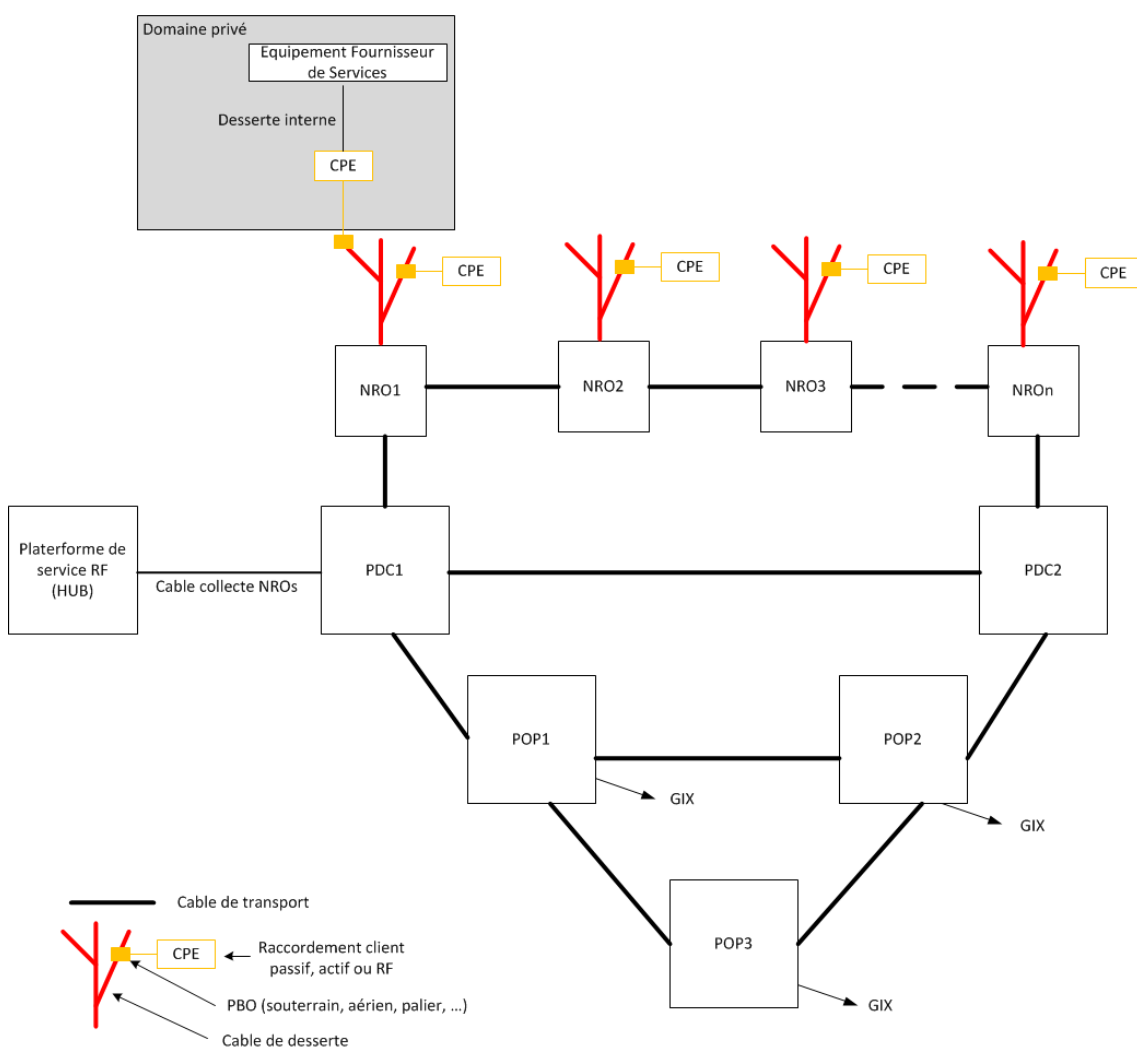 Domaine privé
Equipement Fournisseur
de Services
Desserte interne
CPE
CPE
CPE
CPE
CPE
NRO1
NRO2
NRO3
NROn
Platerforme de
service RF
(HUB)
Cable collecte NROs
PDC1
PDC2
POP1
POP2
GIX
GIX
POP3
GIX
Cable de transport
CPE
Raccordement client
passif, actif ou RF
PBO (souterrain, aérien, palier, ...)
Cable de desserte